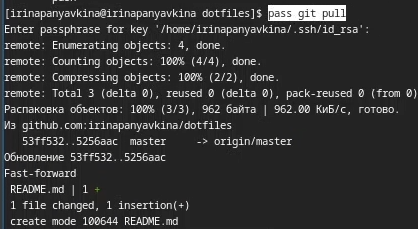 [irinapanyavkina@irinapanyavkina dotfiles]$ pass git pull
Enter passphrase for key '/home/irinapanyavkina/.ssh/id_rsa':
remote: Enumerating objects: 4, done.
remote: Counting objects: 100% (4/4), done.
remote: Compressing objects: 100% (2/2), done.
remote: Total 3 (delta 0), reused 0 (delta 0), pack-reused 0 (from 0)
Распаковка объектов: 100% (3/3), 962 байта | 962.00 КиБ/с, готово.
Из github.com:irinapanyavkina/dotfiles
   53ff532..5256aac  master     -> origin/master
Обновление 53ff532..5256aac
Fast-forward
 README.md | 1 +
 1 file changed, 1 insertion(+)
 create mode 100644 README.md